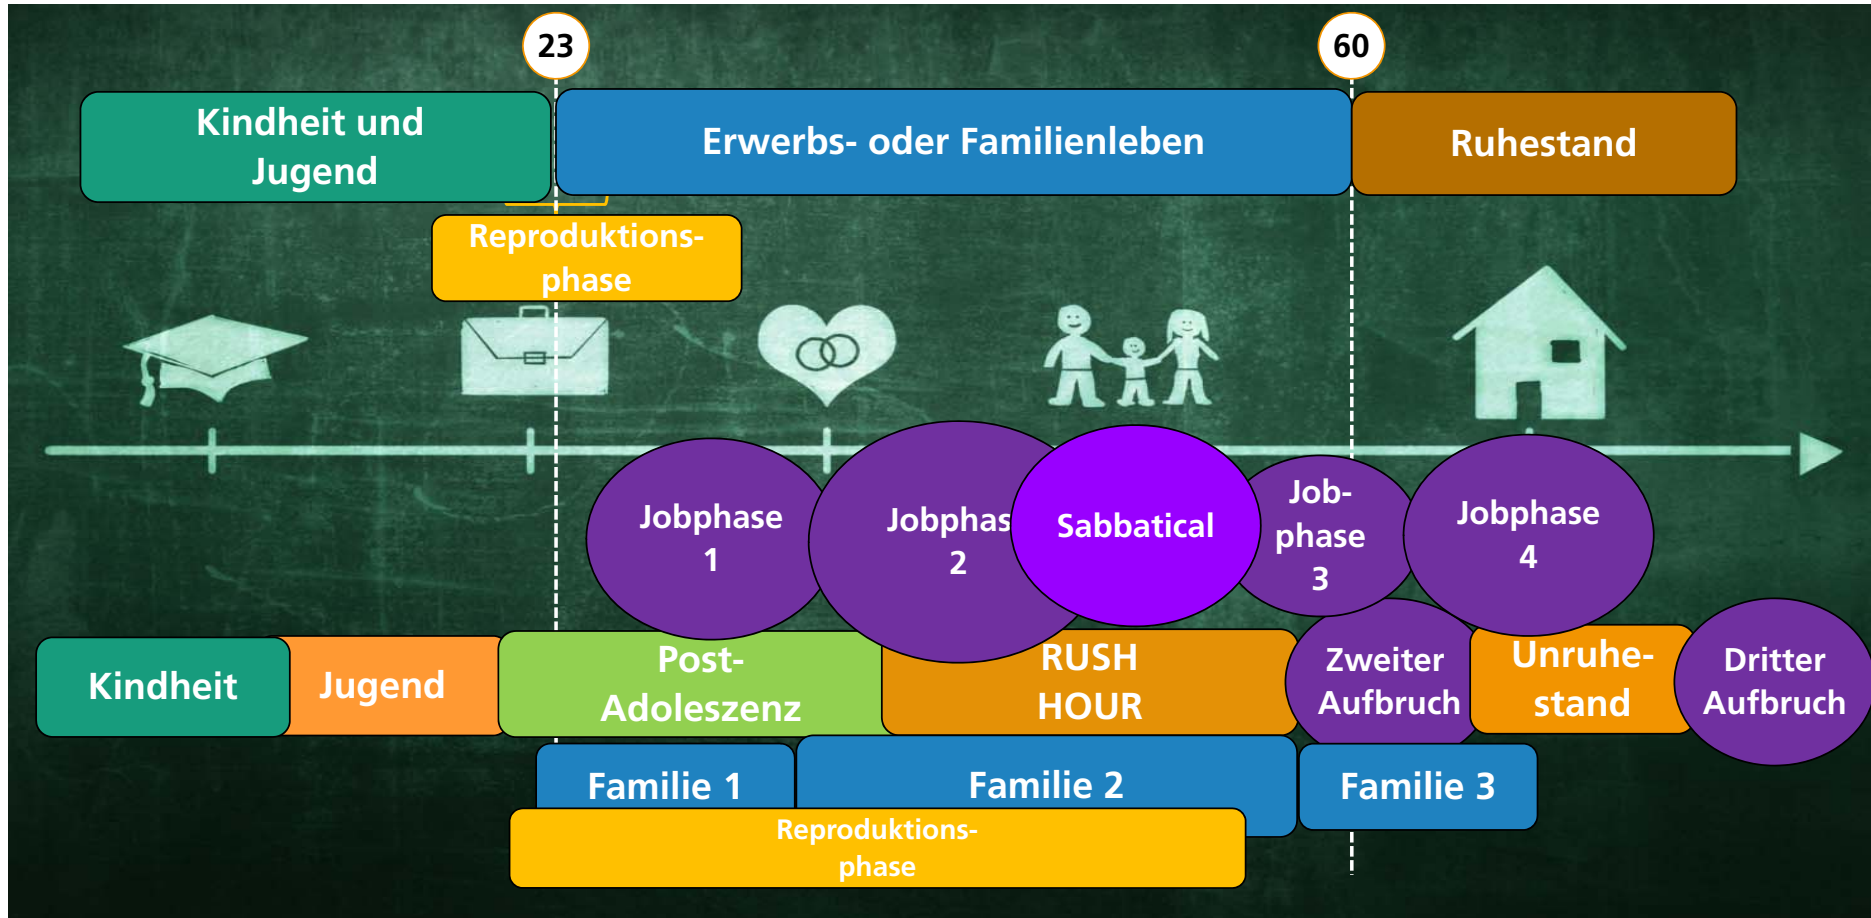 23
60
Kindheit und
Jugend
Erwerbs- oder Familienleben
Ruhestand
Reproduktions-
phase
Jobphase
1
Jobphas
2
Sabbatical
Job-
phase
3
Jobphase
4
Kindheit
Jugend
Post-
Adoleszenz
RUSH
HOUR
Zweiter
Aufbruch
Unruhe-
stand
Dritter
Aufbruch
Familie 1
Familie 2
Familie 3
Reproduktions-
phase